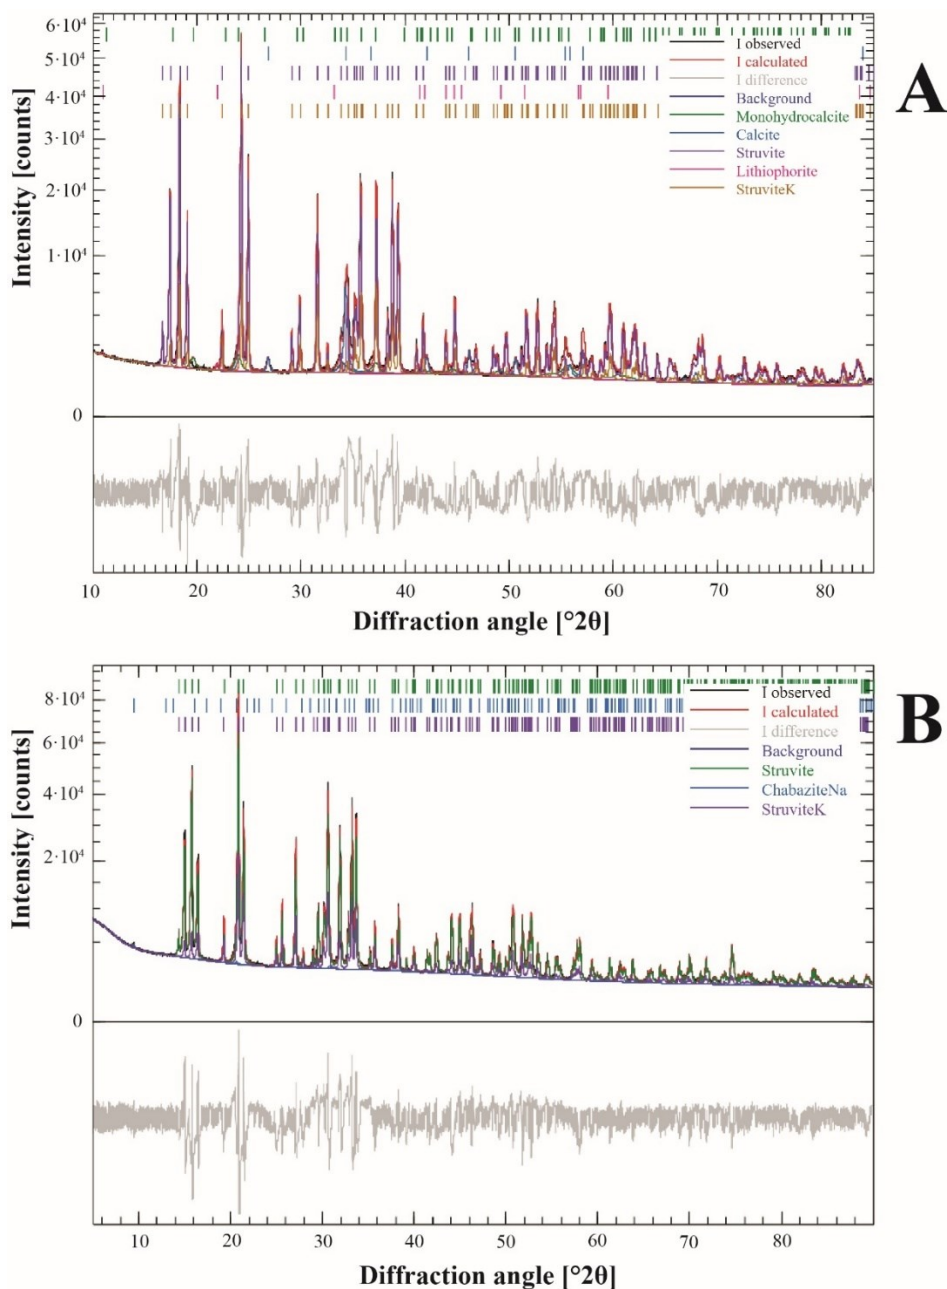 A
6·10⁴
5·10⁴
4·10⁴
3·10⁴
2·10⁴
1·10⁴
0
Intensity [counts]
I observed
I calculated
I difference
Background
Monohydrocalcite
Calcite
Struvite
Lithiophorite
StruviteK
10 20 30 40 50 60 70 80
Diffraction angle [°2θ]
B
8·10⁴
6·10⁴
4·10⁴
2·10⁴
0
Intensity [counts]
I observed
I calculated
I difference
Background
Struvite
ChabaziteNa
StruviteK
10 20 30 40 50 60 70 80 90
Diffraction angle [°2θ]